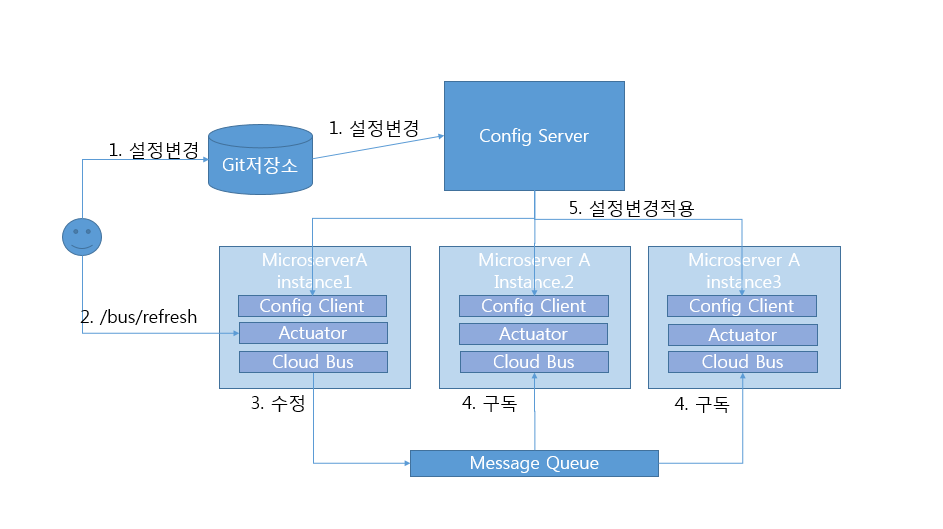 Config Server
1. 설정변경
1. 설정변경
Git저장소
5. 설정변경적용
MicroserverA
instance1
Config Client
Actuator
Cloud Bus
Microserver A
Instance.2
Config Client
Actuator
Cloud Bus
Microserver A
instance3
Config Client
Actuator
Cloud Bus
2. /bus/refresh
3. 수정
4. 구독
4. 구독
Message Queue